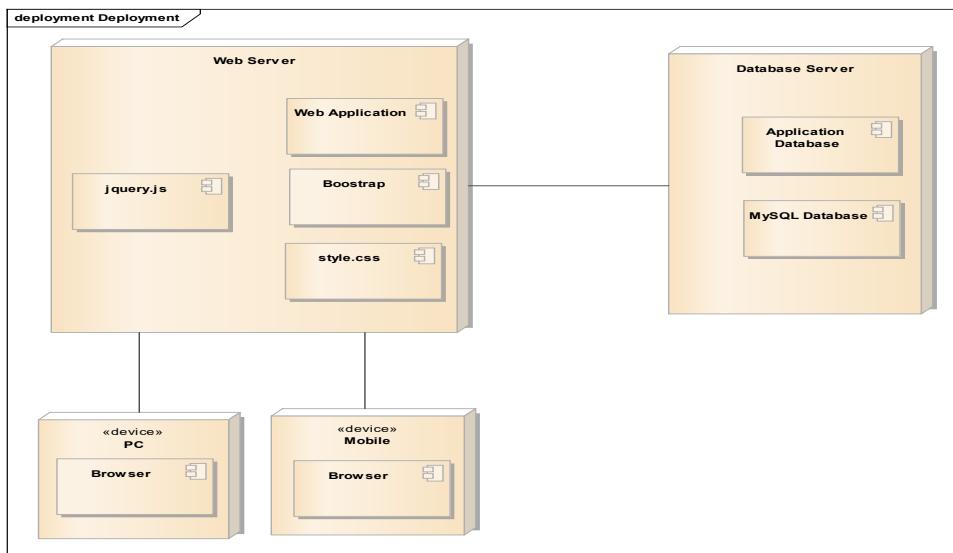 deployment Deployment
Web Server
Web Application
jquery.js
Boostrap
style.css
Database Server
Application
Database
MySQL Database
«device»
PC
Browser
«device»
Mobile
Browser